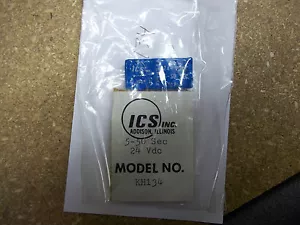 ICS INC.
ADDISON, ILLINOIS
5-50 Sec
24 Vdc
MODEL NO.
RH134